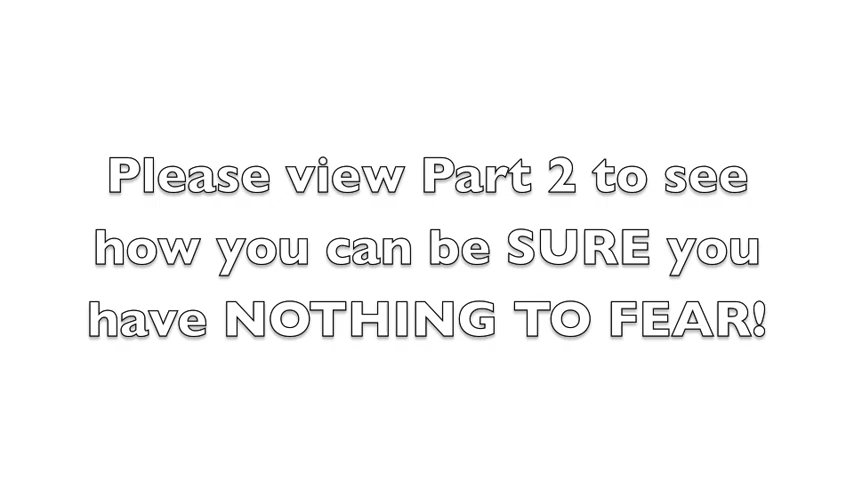 Please view Part 2 to see
how you can be SURE you
have NOTHING TO FEAR!